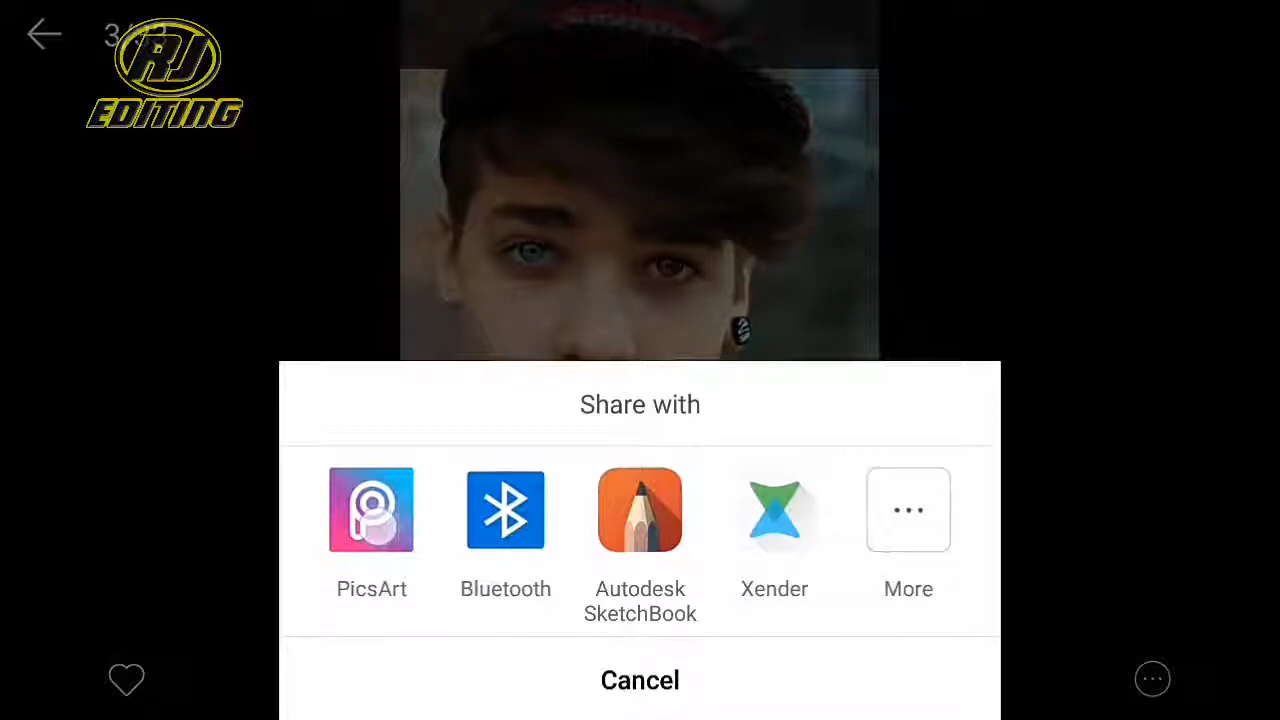 RJ
EDITING
Share with
PicsArt
Bluetooth
Autodesk
SketchBook
Xender
More
Cancel